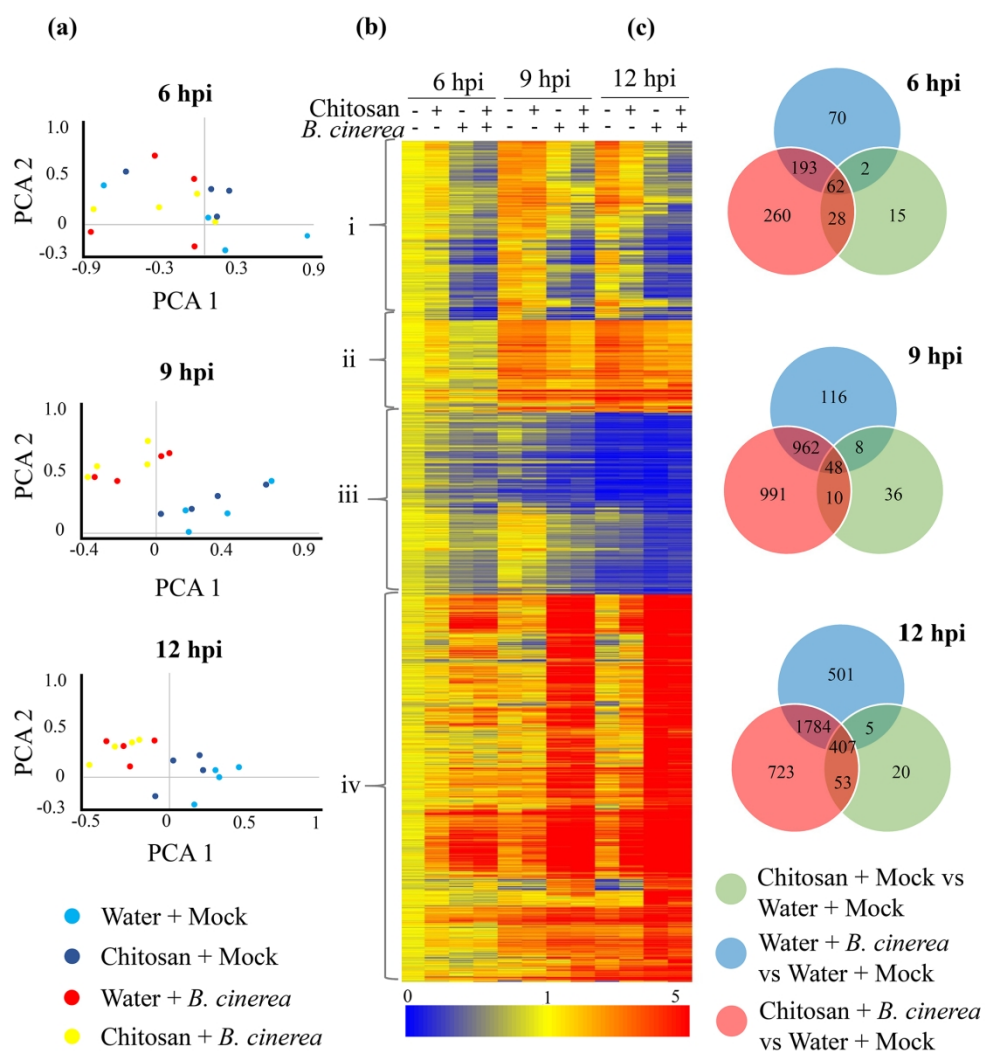 (a)
6 hpi
1.0
0.5
0
-0.3
PCA 2
-0.9
-0.3
0.3
0.9
PCA 1
9 hpi
1.0
0.5
0
PCA 2
-0.4
0
0.4
0.9
PCA 1
12 hpi
1.0
0.5
0
-0.3
PCA 2
-0.5
0
0.5
1
PCA 1
Water + Mock
Chitosan + Mock
Water + B. cinerea
Chitosan + B. cinerea
(b)
6 hpi 9 hpi 12 hpi
Chitosan - + - + - + - + - + - +
B. cinerea - - + + - - + + - - + +
i
ii
iii
iv
0 1 5
(c)
6 hpi
70
193
62
2
260
28
15
9 hpi
116
962
48
8
991
10
36
12 hpi
501
1784
407
5
723
53
20
Chitosan + Mock vs
Water + Mock
Water + B. cinerea
vs Water + Mock
Chitosan + B. cinerea
vs Water + Mock